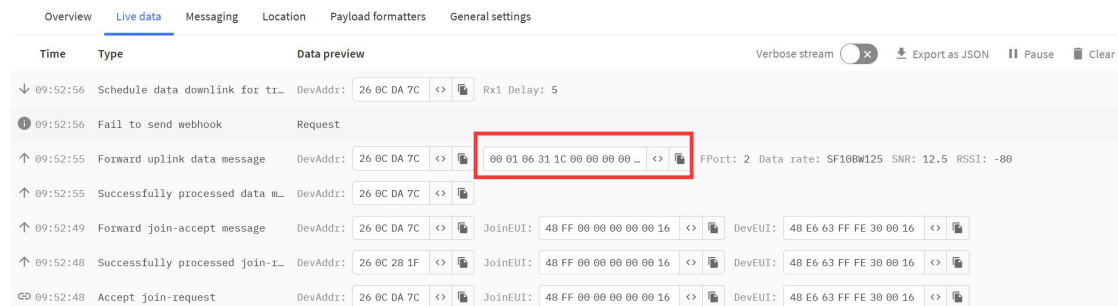 Overview Live data Messaging Location Payload formatters General settings
Time Type Data preview Verbose stream Export as JSON Pause Clear
09:52:56 Schedule data downlink for tr… DevAddr: 26 0C DA 7C <> Rx1 Delay: 5
09:52:56 Fail to send webhook Request
09:52:55 Forward uplink data message DevAddr: 26 0C DA 7C <> 00 01 06 31 1C 00 00 00 00 … <> FPort: 2 Data rate: SF10BW125 SNR: 12.5 RSSI: -80
09:52:55 Successfully processed data m… DevAddr: 26 0C DA 7C <>
09:52:49 Forward join-accept message DevAddr: 26 0C DA 7C <> JoinEUI: 48 FF 00 00 00 00 00 16 <> DevEUI: 48 E6 63 FF FE 30 00 16 <>
09:52:48 Successfully processed join-r… DevAddr: 26 0C 28 1F <> JoinEUI: 48 FF 00 00 00 00 00 16 <> DevEUI: 48 E6 63 FF FE 30 00 16 <>
09:52:48 Accept join-request DevAddr: 26 0C DA 7C <> JoinEUI: 48 FF 00 00 00 00 00 16 <> DevEUI: 48 E6 63 FF FE 30 00 16 <>